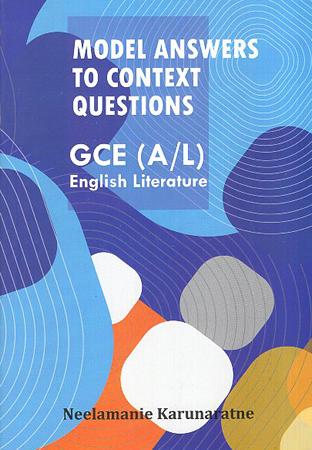 MODEL ANSWERS
TO CONTEXT
QUESTIONS
GCE (A/L)
English Literature
Neelamanie Karunaratne